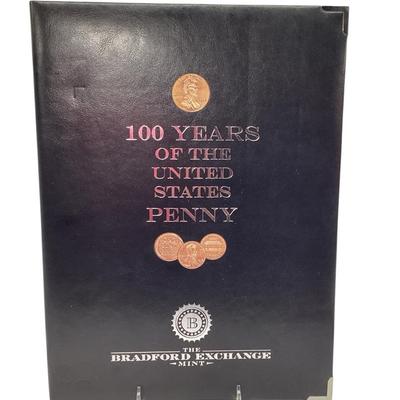 100 YEARS
OF THE
UNITED
STATES
PENNY
B
THE
BRADFORD EXCHANGE
MINT